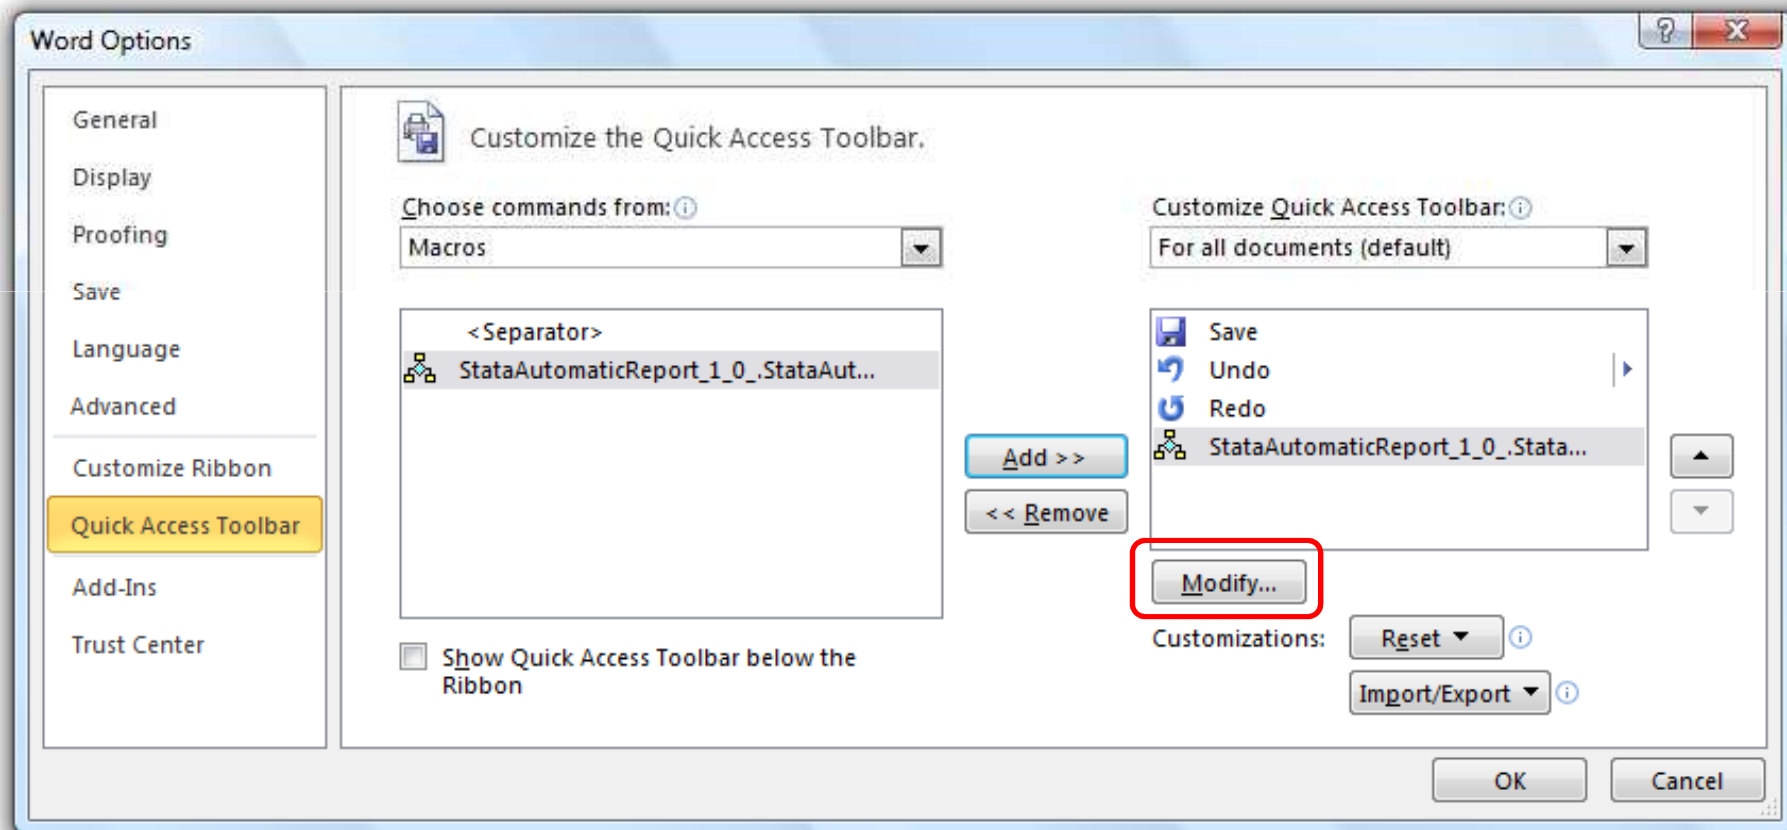 Word Options
General
Display
Proofing
Save
Language
Advanced
Customize Ribbon
Quick Access Toolbar
Add-Ins
Trust Center
Customize the Quick Access Toolbar.
Choose commands from:
Macros
<Separator>
StataAutomaticReport_1_0_.StataAut...
Show Quick Access Toolbar below the
Ribbon
Add >>
<< Remove
Customize Quick Access Toolbar:
For all documents (default)
Save
Undo
Redo
StataAutomaticReport_1_0_.Stata...
Modify...
Customizations:
Reset
Import/Export
OK
Cancel